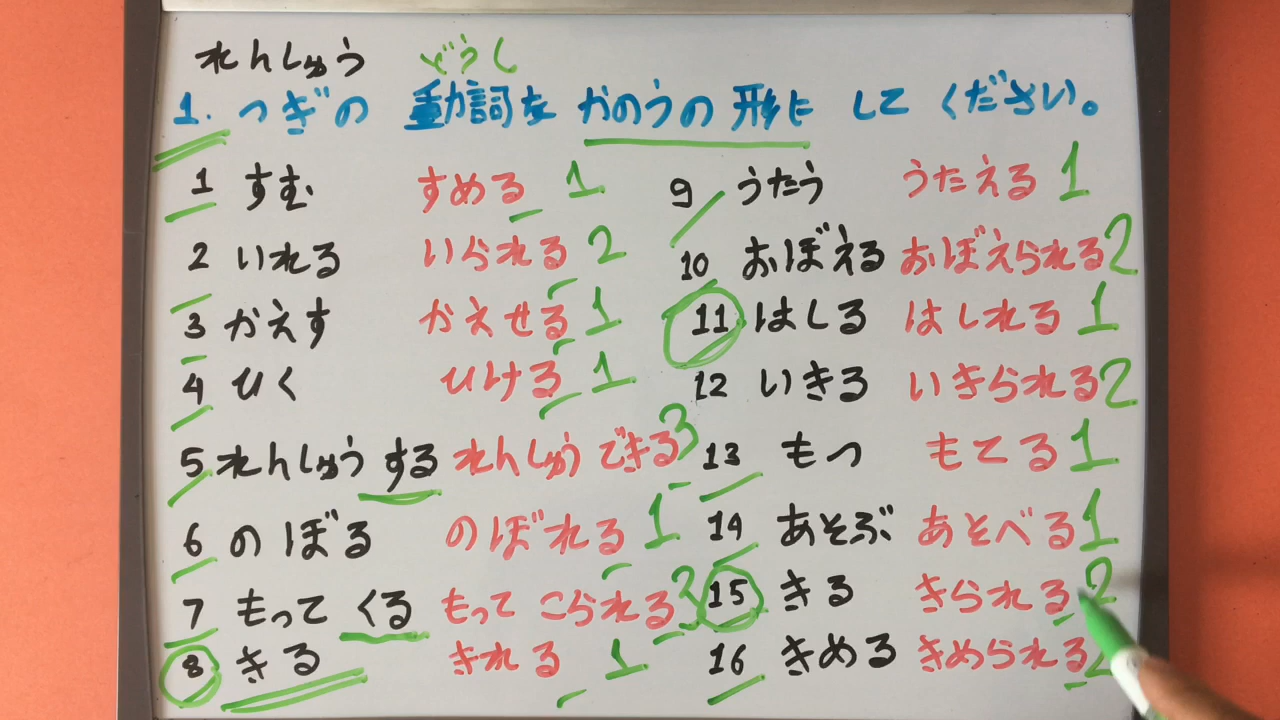 れんしゅう どうし
1. つぎの 動詞を かのうの 形に してください。
1 すむ すめる 1
2 いれる いられる 2
3 かえす かえせる 1
4 ひく ひける 1
5 れんしゅう する れんしゅう できる 3
6 のぼる のぼれる 1
7 もって くる もって こられる 3
8 きる きれる 1
9 うたう うたえる 1
10 おぼえる おぼえられる 2
11 はしる はしれる 1
12 いきる いきられる 2
13 もつ もてる 1
14 あそぶ あそべる 1
15 きる きられる 2
16 きめる きめられる 2